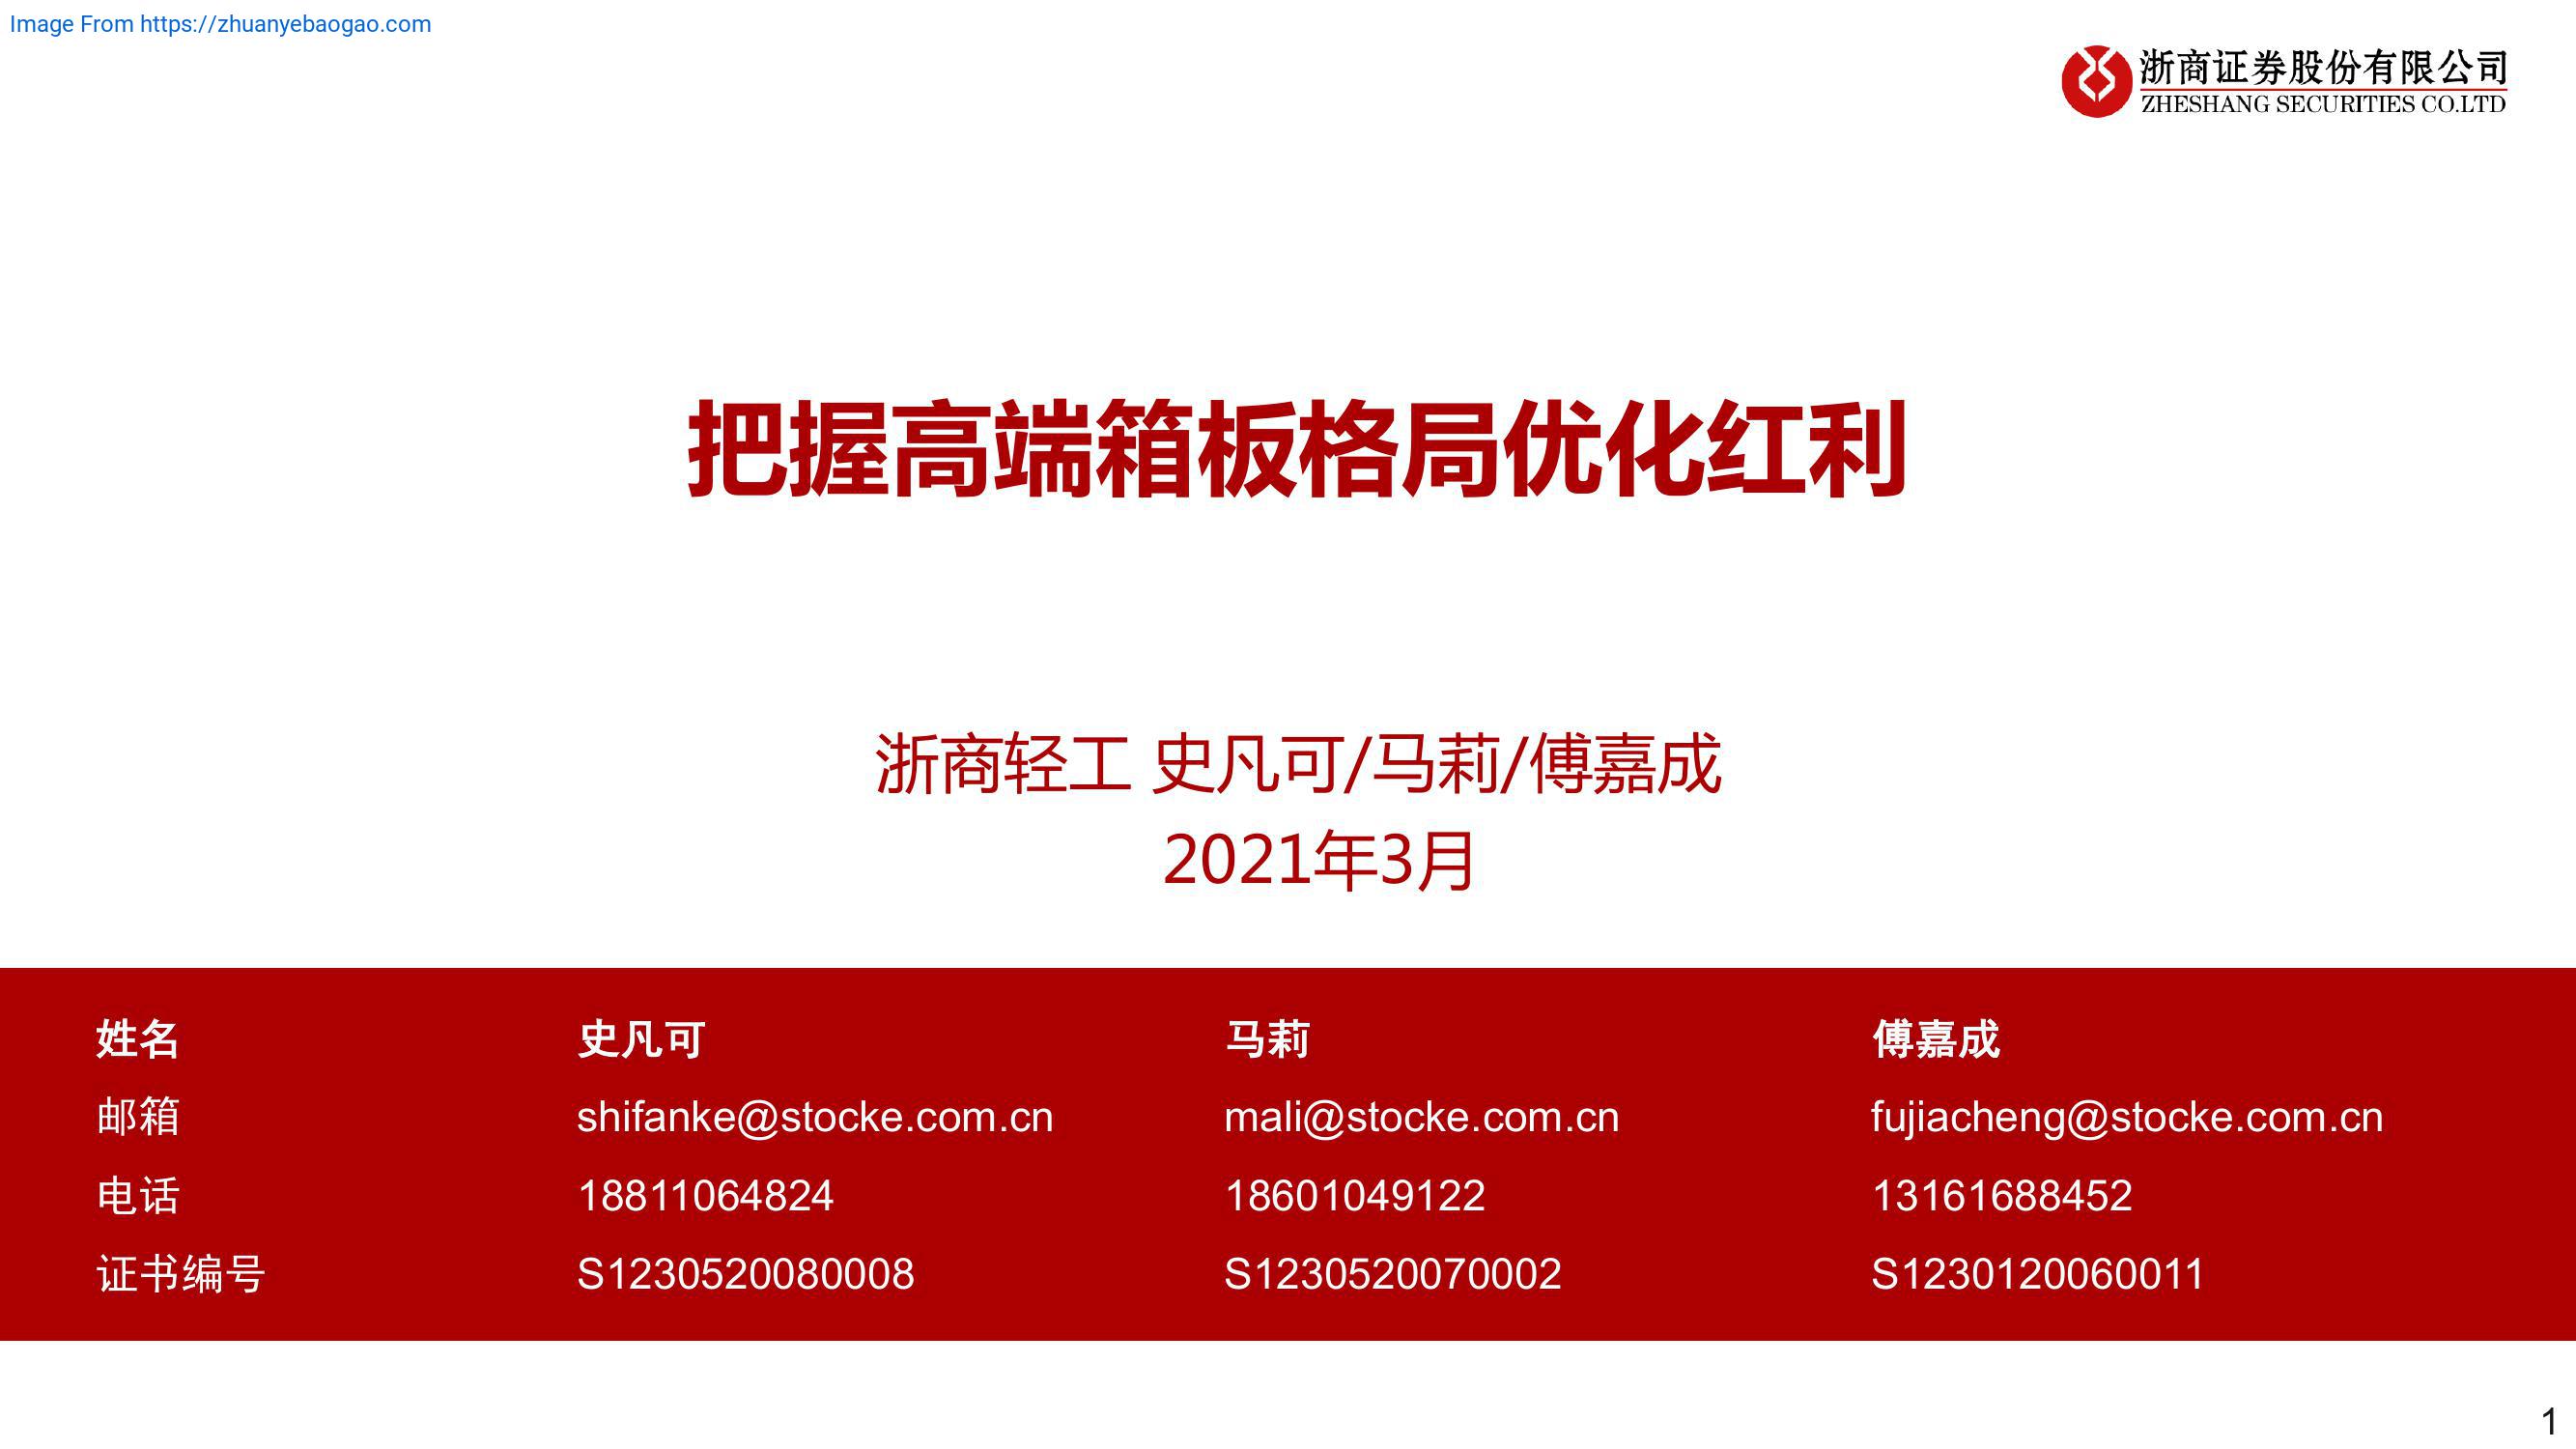 Image From https://zhuanyebaogao.com
浙商证券股份有限公司
ZHESHANG SECURITIES CO.LTD
把握高端箱板格局优化红利
浙商轻工 史凡可/马莉/傅嘉成
2021年3月
姓名 史凡可 马莉 傅嘉成
邮箱 shifanke@stocke.com.cn mali@stocke.com.cn fujiacheng@stocke.com.cn
电话 18811064824 18601049122 13161688452
证书编号 S1230520080008 S1230520070002 S1230120060011
1